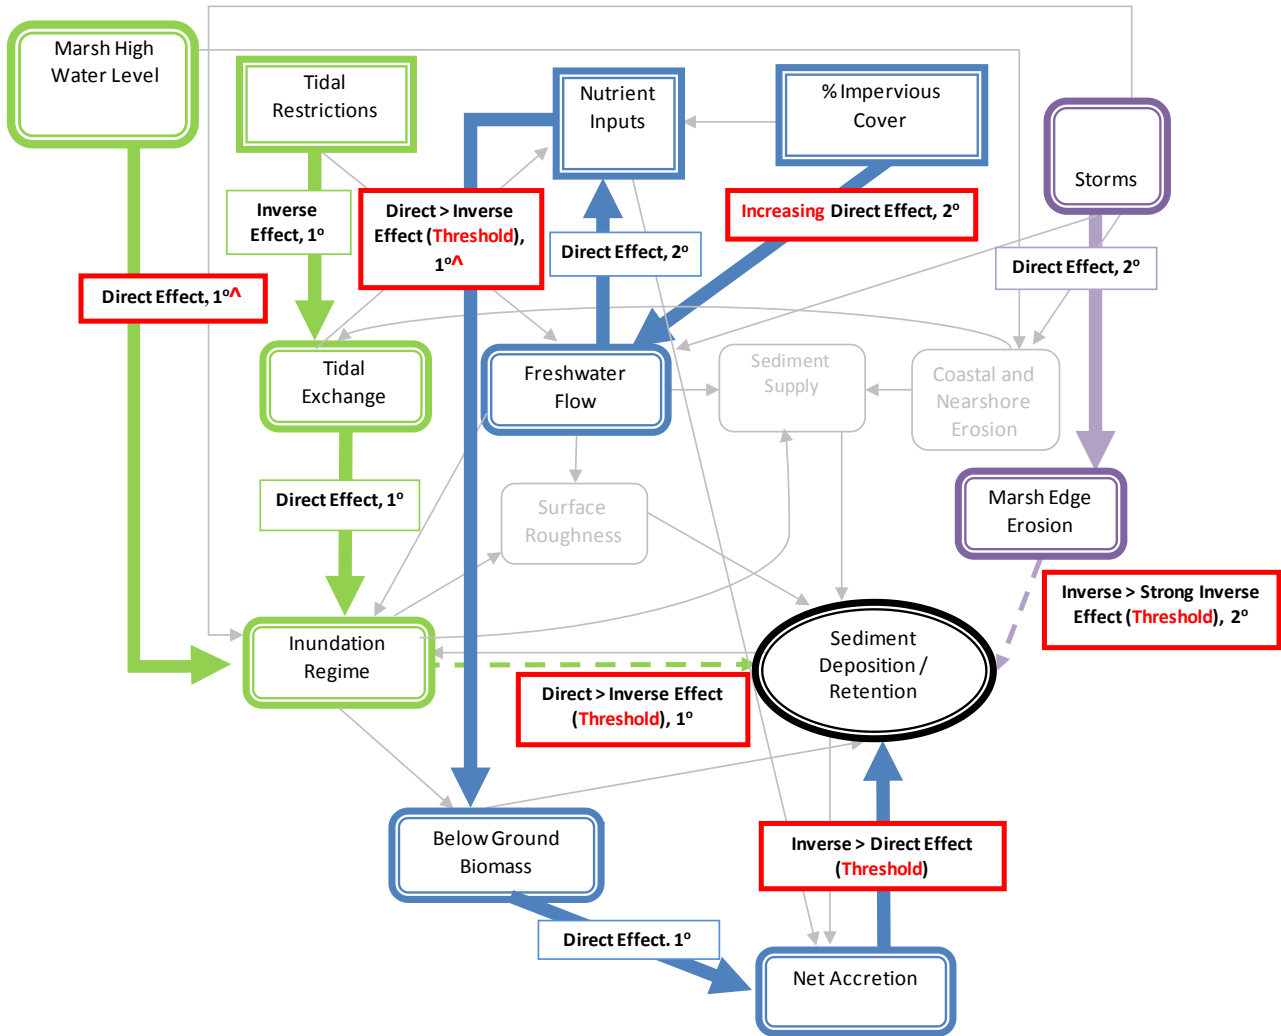 Marsh High
Water Level
Tidal
Restrictions
Nutrient
Inputs
% Impervious
Cover
Storms
Inverse
Effect, 1º
Direct > Inverse
Effect (Threshold),
1º^
Direct Effect, 2º
Increasing Direct Effect, 2º
Direct Effect, 2º
Direct Effect, 1º^
Tidal
Exchange
Freshwater
Flow
Sediment
Supply
Coastal and
Nearshore
Erosion
Direct Effect, 1º
Surface
Roughness
Marsh Edge
Erosion
Inverse > Strong Inverse
Effect (Threshold), 2º
Inundation
Regime
Sediment
Deposition /
Retention
Direct > Inverse Effect
(Threshold), 1º
Below Ground
Biomass
Inverse > Direct Effect
(Threshold)
Direct Effect. 1º
Net Accretion